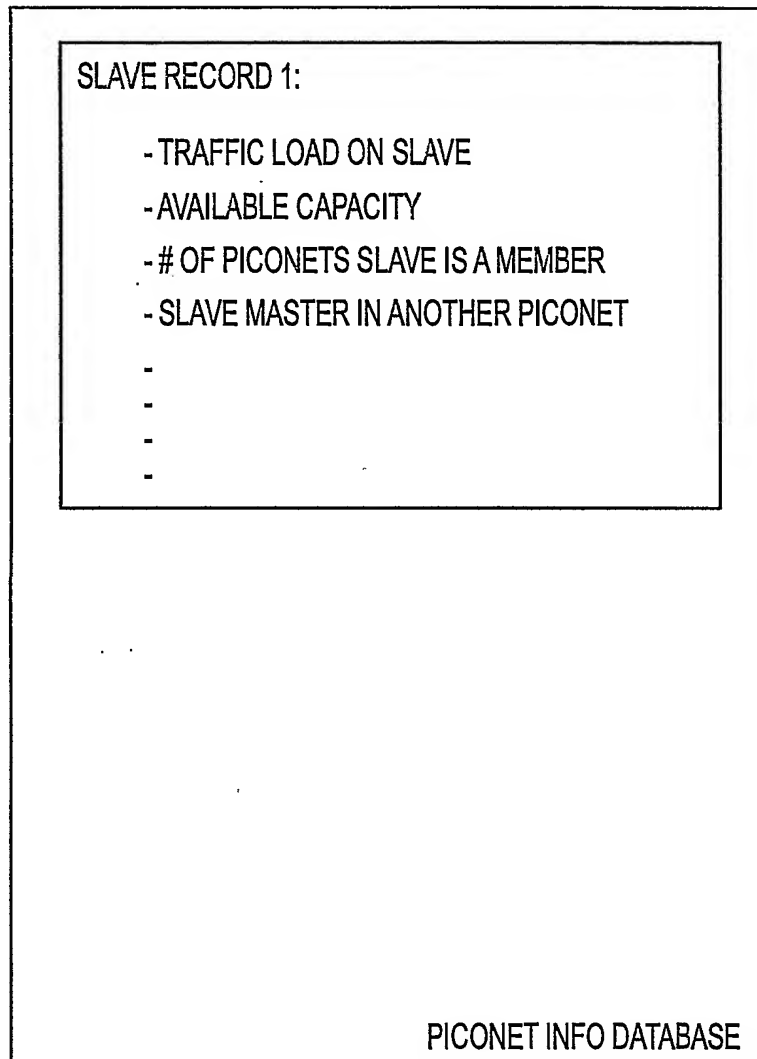 SLAVE RECORD 1:
- TRAFFIC LOAD ON SLAVE
- AVAILABLE CAPACITY
- # OF PICONETS SLAVE IS A MEMBER
- SLAVE MASTER IN ANOTHER PICONET
-
-
-
-
PICONET INFO DATABASE